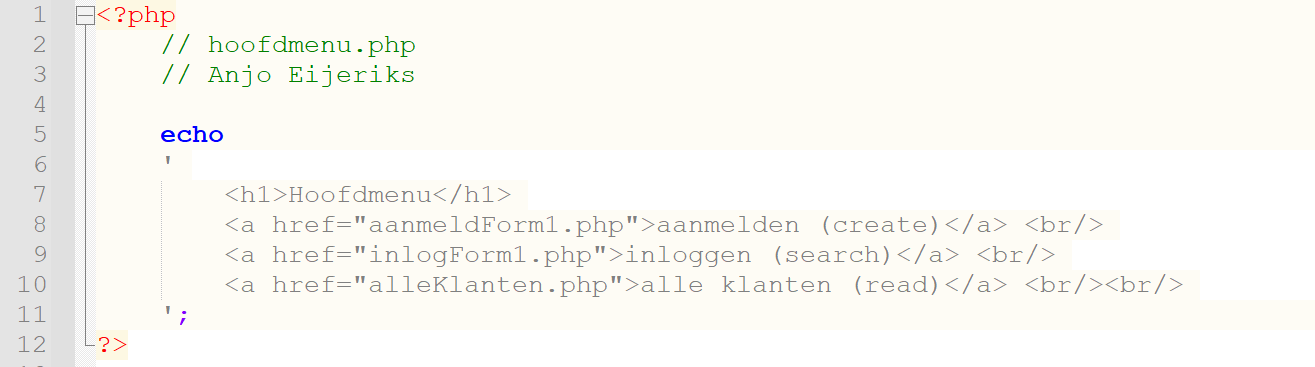 1 <?php
2 // hoofdmenu.php
3 // Anjo Eijeriks
4
5 echo
6 '
7 <h1>Hoofdmenu</h1>
8 <a href="aanmeldForm1.php">aanmelden (create)</a> <br/>
9 <a href="inlogForm1.php">inloggen (search)</a> <br/>
10 <a href="alleKlanten.php">alle klanten (read)</a> <br/><br/>
11 ';
12 ?>